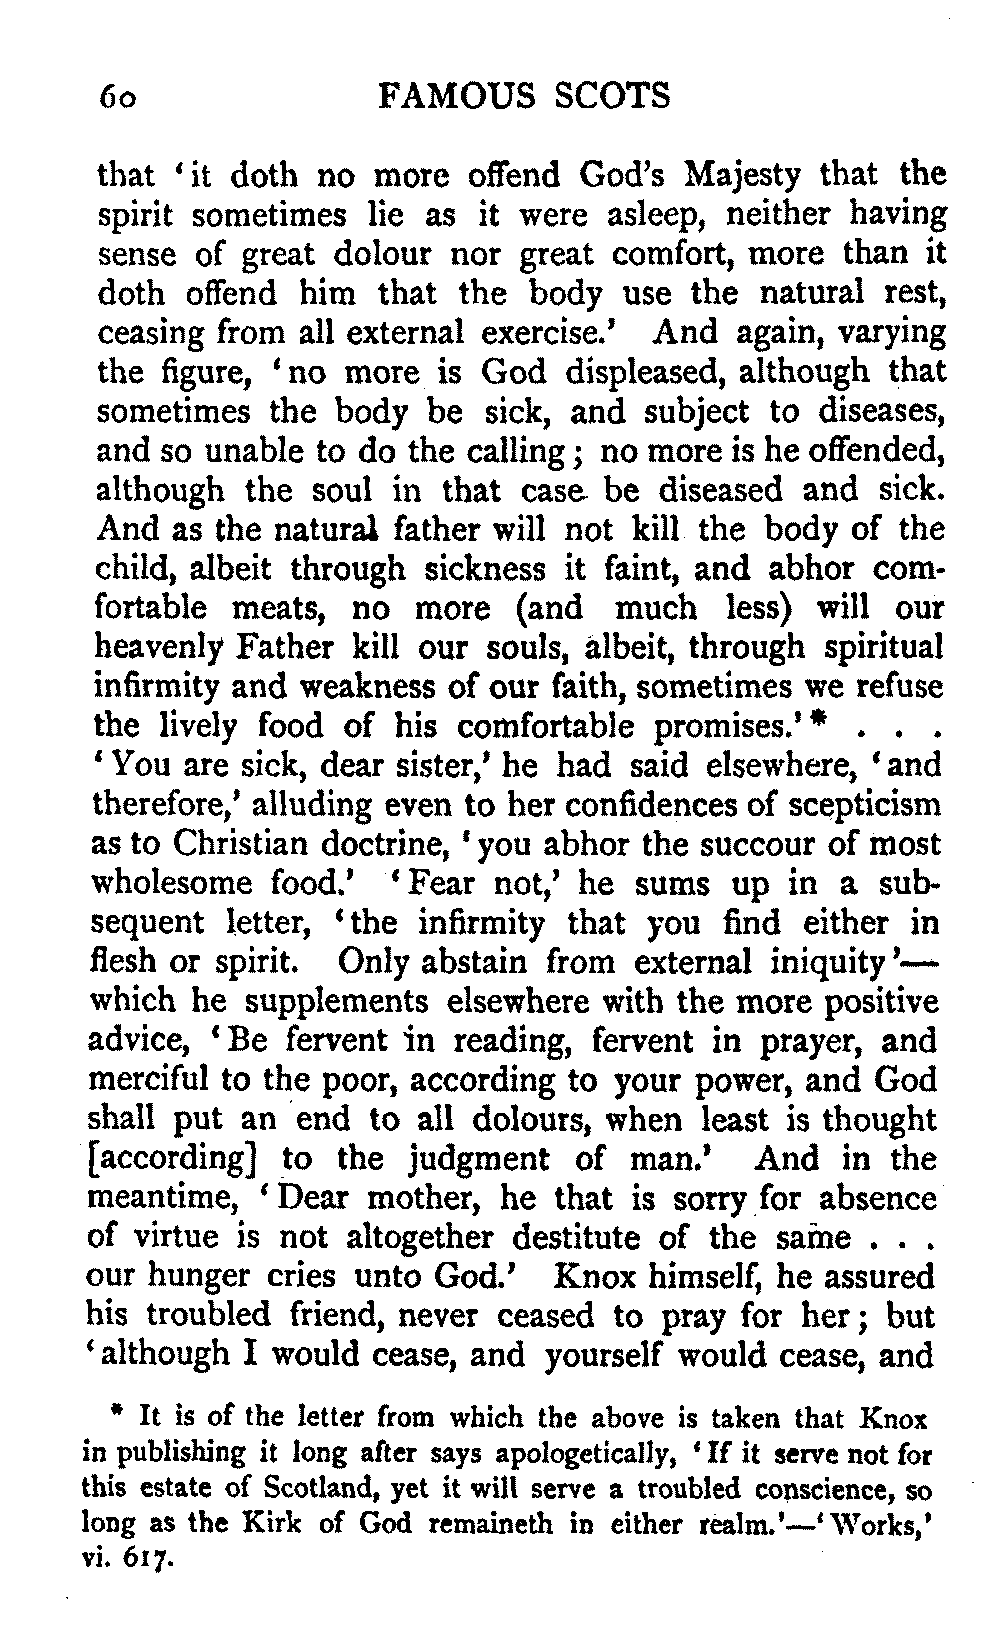 60 FAMOUS SCOTS
that ‘it doth no more offend God’s Majesty that the
spirit sometimes lie as it were asleep, neither having
sense of great dolour nor great comfort, more than it
doth offend him that the body use the natural rest,
ceasing from all external exercise.’ And again, varying
the figure, ‘no more is God displeased, although that
sometimes the body be sick, and subject to diseases,
and so unable to do the calling; no more is he offended,
although the soul in that case be diseased and sick.
And as the natural father will not kill the body of the
child, albeit through sickness it faint, and abhor com-
fortable meats, no more (and much less) will our
heavenly Father kill our souls, albeit, through spiritual
infirmity and weakness of our faith, sometimes we refuse
the lively food of his comfortable promises.’* . . .
‘You are sick, dear sister,’ he had said elsewhere, ‘and
therefore,’ alluding even to her confidences of scepticism
as to Christian doctrine, ‘you abhor the succour of most
wholesome food.’ ‘Fear not,’ he sums up in a sub-
sequent letter, ‘the infirmity that you find either in
flesh or spirit. Only abstain from external iniquity’—
which he supplements elsewhere with the more positive
advice, ‘Be fervent in reading, fervent in prayer, and
merciful to the poor, according to your power, and God
shall put an end to all dolours, when least is thought
[according] to the judgment of man.’ And in the
meantime, ‘Dear mother, he that is sorry for absence
of virtue is not altogether destitute of the same . . .
our hunger cries unto God.’ Knox himself, he assured
his troubled friend, never ceased to pray for her; but
‘although I would cease, and yourself would cease, and
* It is of the letter from which the above is taken that Knox
in publishing it long after says apologetically, ‘If it serve not for
this estate of Scotland, yet it will serve a troubled conscience, so
long as the Kirk of God remaineth in either realm.’—‘Works,’
vi. 617.